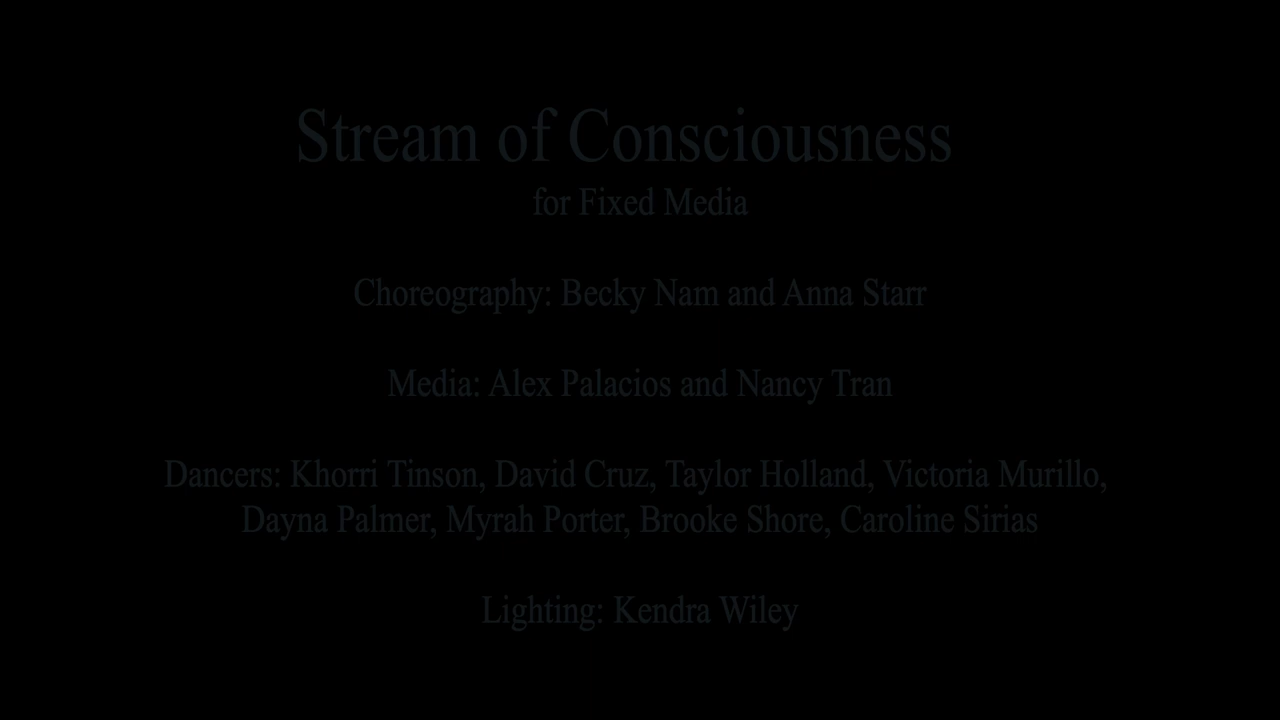 Stream of Consciousness
for Fixed Media
Choreography: Becky Nam and Anna Starr
Media: Alex Palacios and Nancy Tran
Dancers: Khorri Tinson, David Cruz, Taylor Holland, Victoria Murillo,
Dayna Palmer, Myrah Porter, Brooke Shore, Caroline Sirias
Lighting: Kendra Wiley